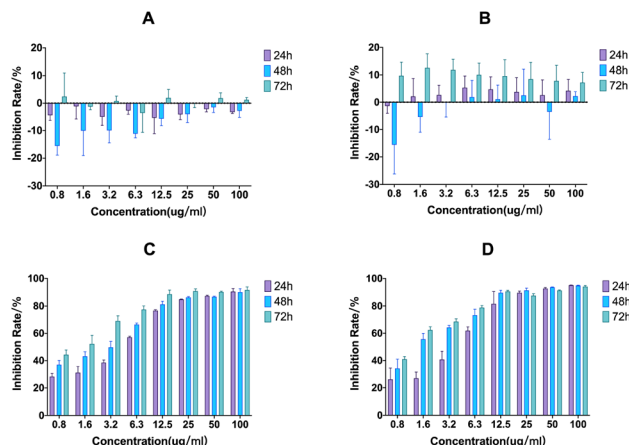 A
Inhibition Rate/%
20
10
0
-10
-20
-30
0.8 1.6 3.2 6.3 12.5 25 50 100
Concentration(ug/ml)
24h
48h
72h
B
Inhibition Rate/%
20
10
0
-10
-20
-30
0.8 1.6 3.2 6.3 12.5 25 50 100
Concentration(ug/ml)
24h
48h
72h
C
Inhibition Rate/%
100
80
60
40
20
0
0.8 1.6 3.2 6.3 12.5 25 50 100
Concentration(ug/ml)
24h
48h
72h
D
Inhibition Rate/%
100
80
60
40
20
0
0.8 1.6 3.2 6.3 12.5 25 50 100
Concentration(ug/ml)
24h
48h
72h